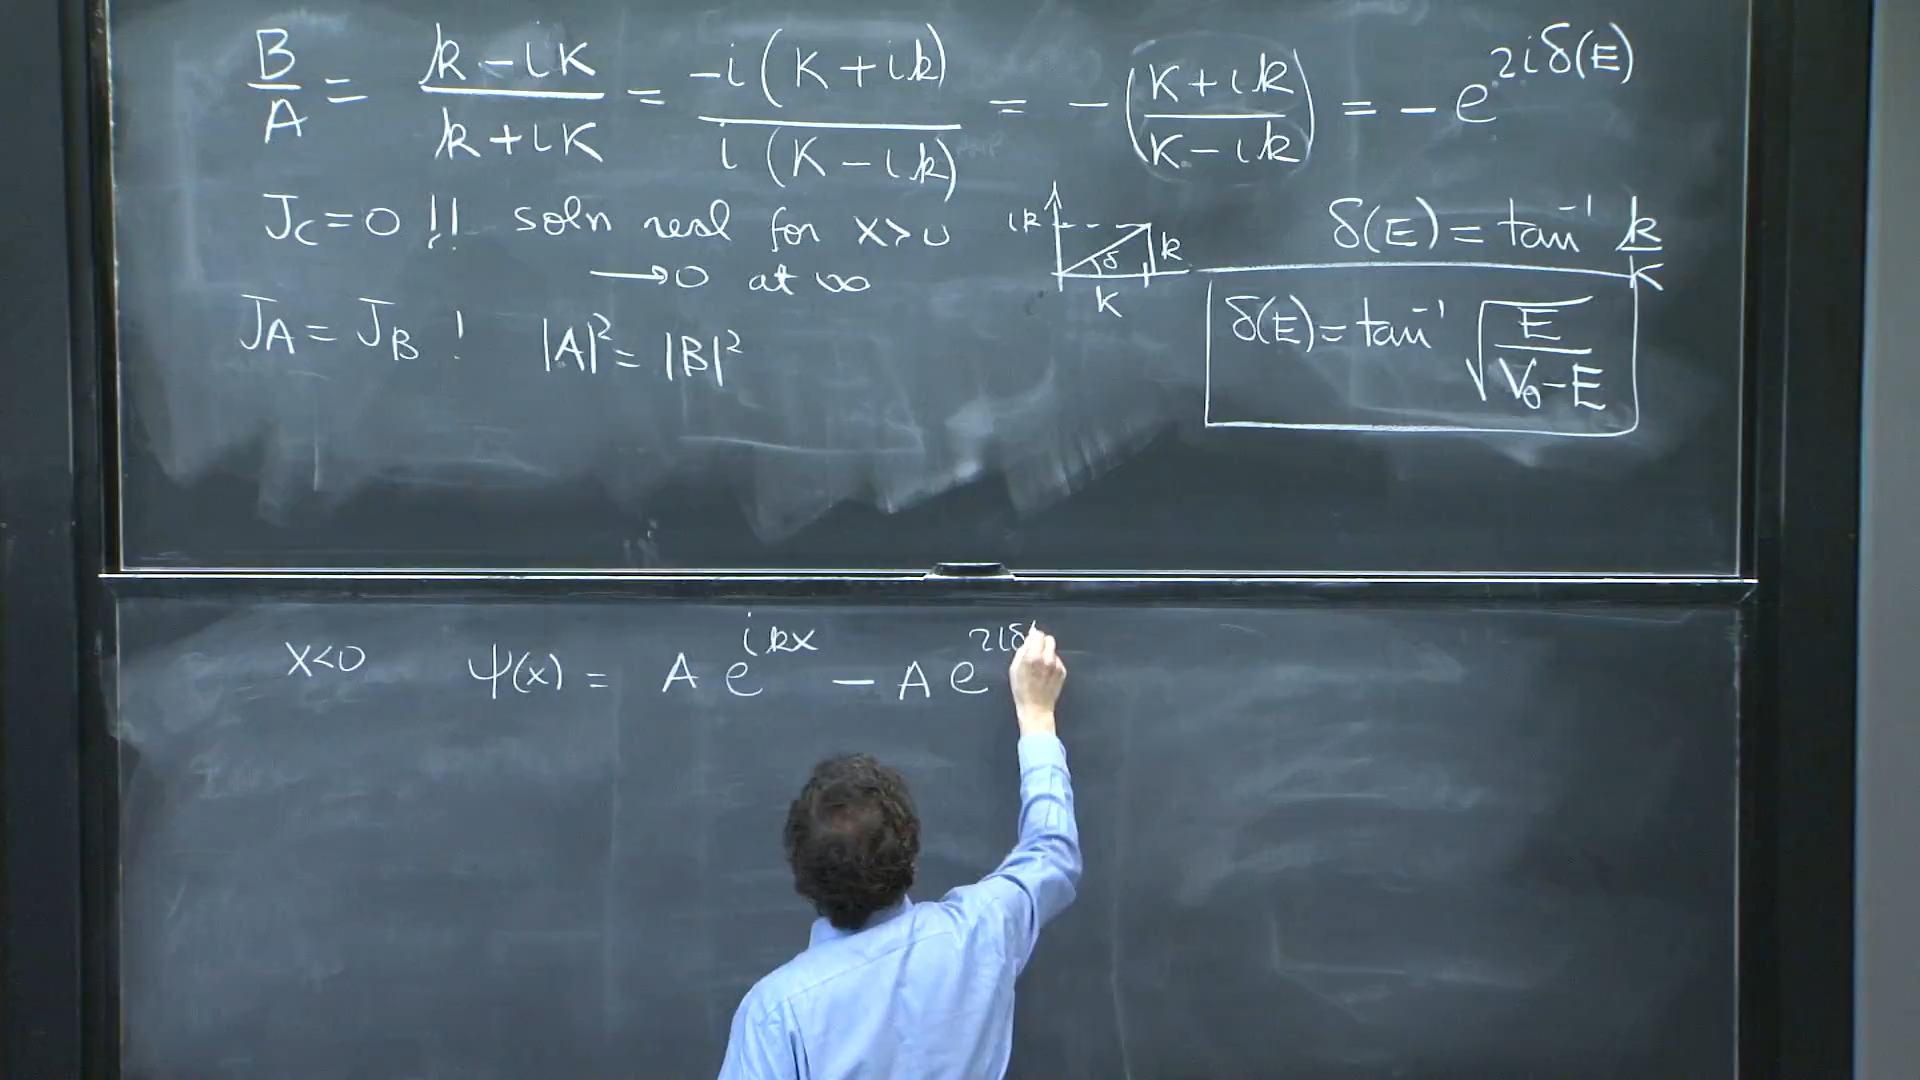 B/A = (k - iK)/(k + iK) = -i(K + ik)/i(K - ik) = -((K + ik)/(K - ik)) = - e^{2iδ(E)}
J_C = 0 !! soln real for x>0
→ 0 at ∞
ik k δ K
δ(E) = tan⁻¹ k/K
J_A = J_B ! |A|² = |B|²
δ(E) = tan⁻¹ √(E/(V₀-E))
x<0 ψ(x) = A e^{ikx} - A e^{2iδ